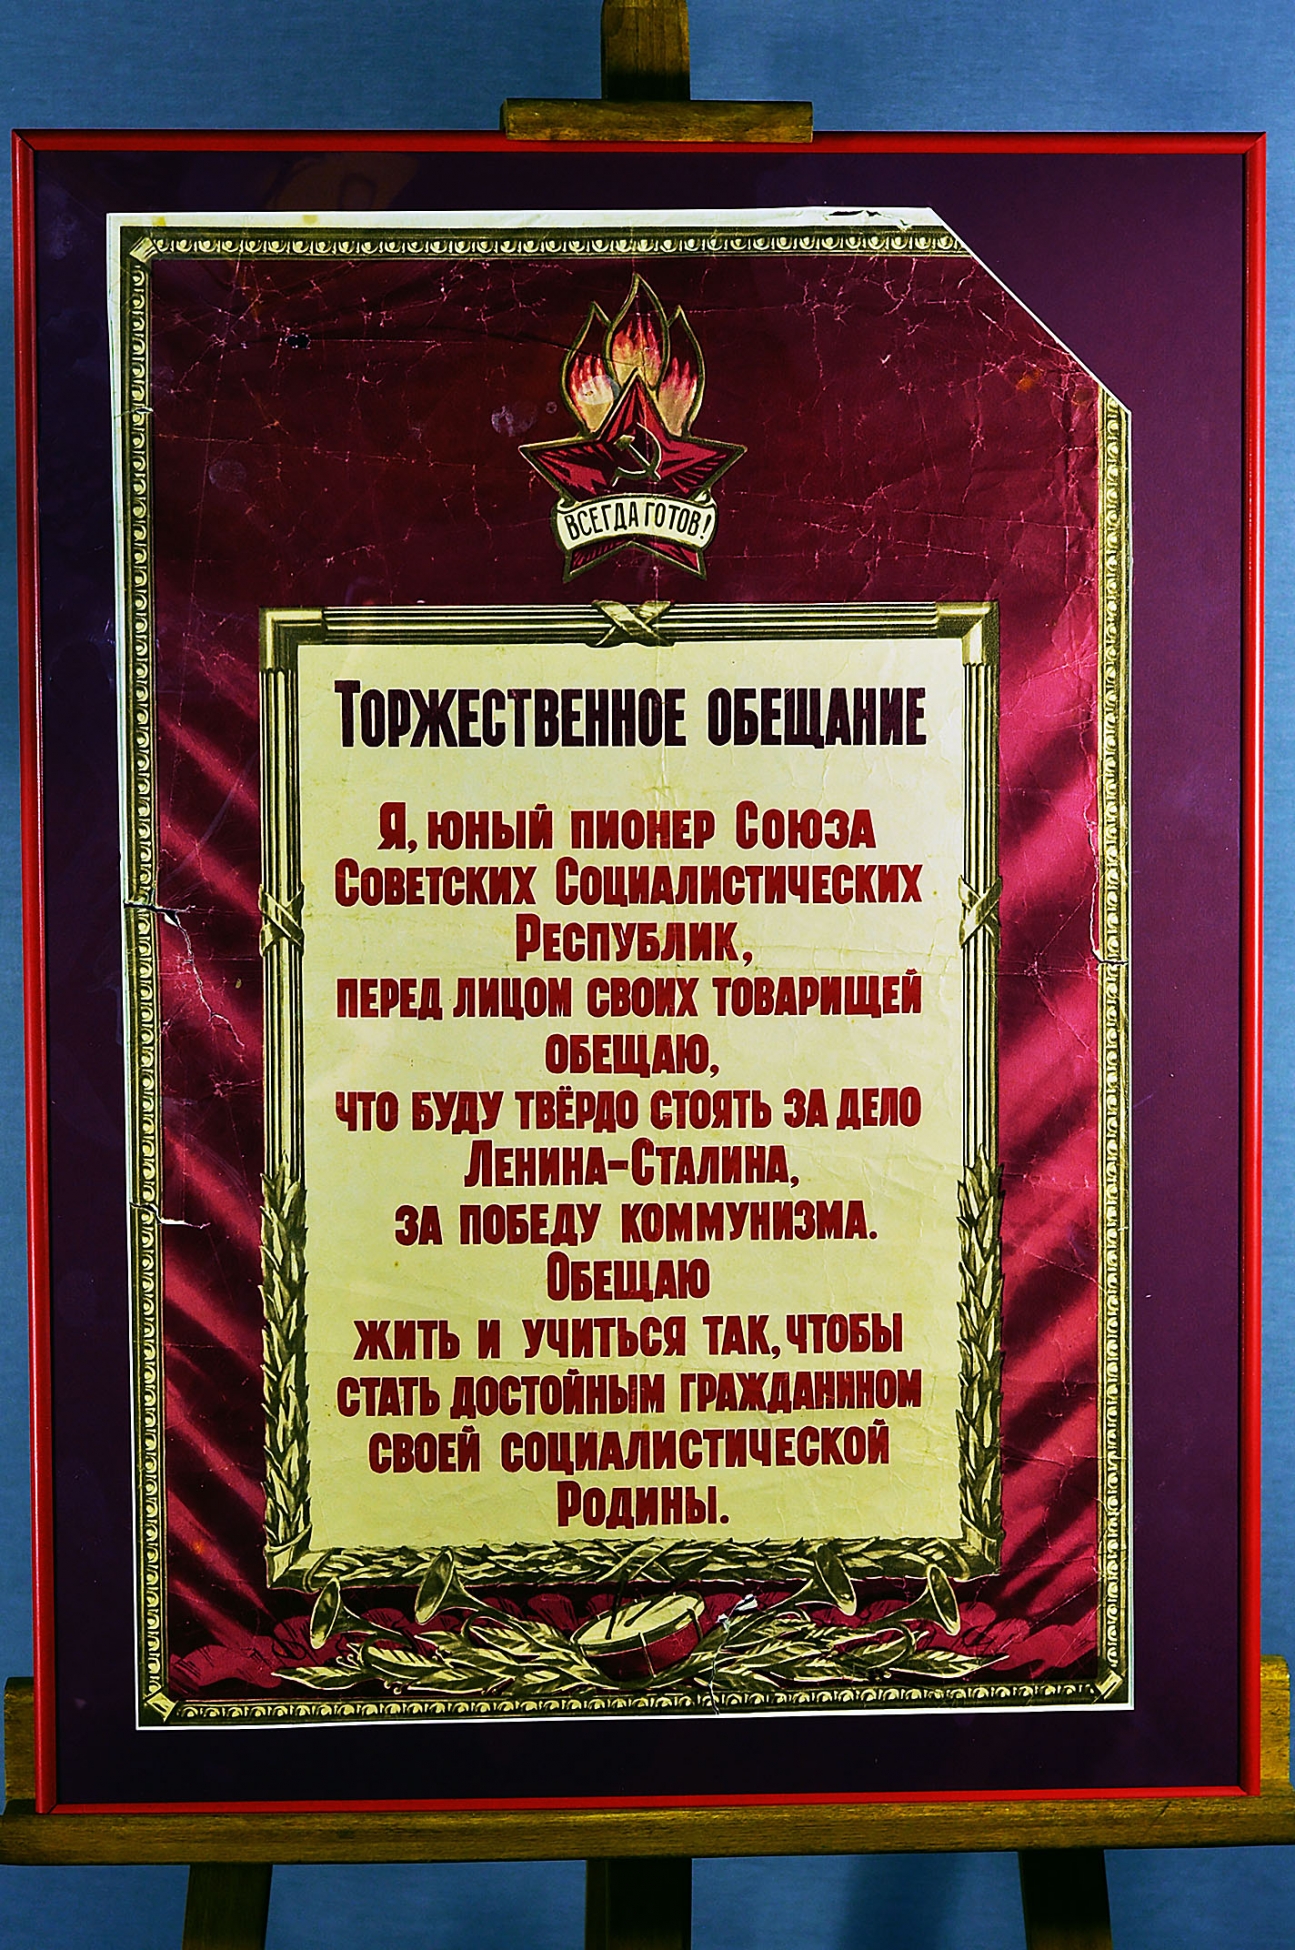 ВСЕГДА ГОТОВ!
ТОРЖЕСТВЕННОЕ ОБЕЩАНИЕ
Я, ЮНЫЙ ПИОНЕР СОЮЗА
СОВЕТСКИХ СОЦИАЛИСТИЧЕСКИХ
РЕСПУБЛИК,
ПЕРЕД ЛИЦОМ СВОИХ ТОВАРИЩЕЙ
ОБЕЩАЮ,
ЧТО БУДУ ТВЁРДО СТОЯТЬ ЗА ДЕЛО
ЛЕНИНА-СТАЛИНА,
ЗА ПОБЕДУ КОММУНИЗМА.
ОБЕЩАЮ
ЖИТЬ И УЧИТЬСЯ ТАК, ЧТОБЫ
СТАТЬ ДОСТОЙНЫМ ГРАЖДАНИНОМ
СВОЕЙ СОЦИАЛИСТИЧЕСКОЙ
РОДИНЫ.